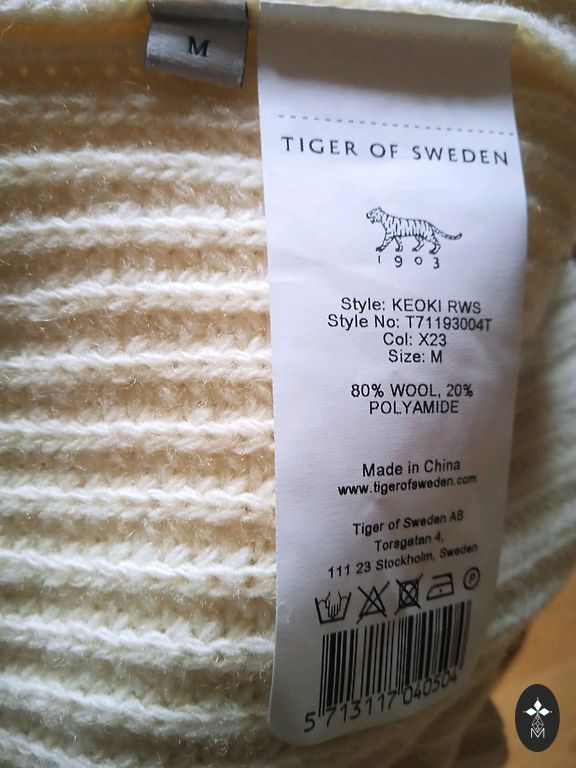 M
TIGER OF SWEDEN
1903
Style: KEOKI RWS
Style No: T71193004T
Col: X23
Size: M
80% WOOL, 20%
POLYAMIDE
Made in China
www.tigerofsweden.com
Tiger of Sweden AB
Torsgatan 4,
111 23 Stockholm, Sweden
P
5 713117 040504
M